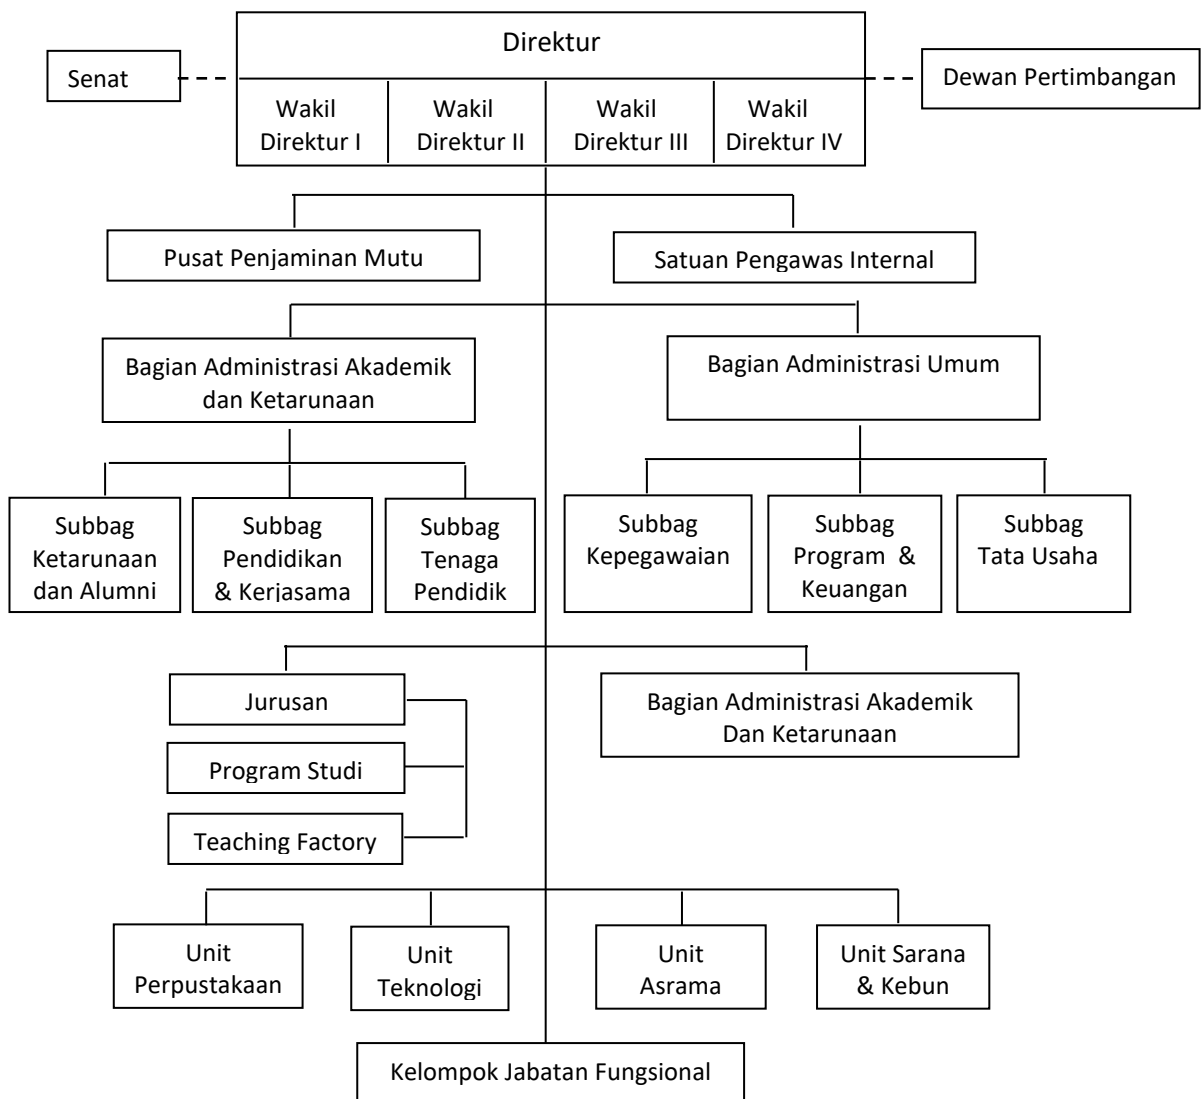 Direktur
Senat
Dewan Pertimbangan
Wakil
Direktur I
Wakil
Direktur II
Wakil
Direktur III
Wakil
Direktur IV
Pusat Penjaminan Mutu
Satuan Pengawas Internal
Bagian Administrasi Akademik
dan Ketarunaan
Bagian Administrasi Umum
Subbag
Ketarunaan
dan Alumni
Subbag
Pendidikan
& Kerjasama
Subbag
Tenaga
Pendidik
Subbag
Kepegawaian
Subbag
Program &
Keuangan
Subbag
Tata Usaha
Jurusan
Bagian Administrasi Akademik
Dan Ketarunaan
Program Studi
Teaching Factory
Unit
Perpustakaan
Unit
Teknologi
Unit
Asrama
Unit Sarana
& Kebun
Kelompok Jabatan Fungsional